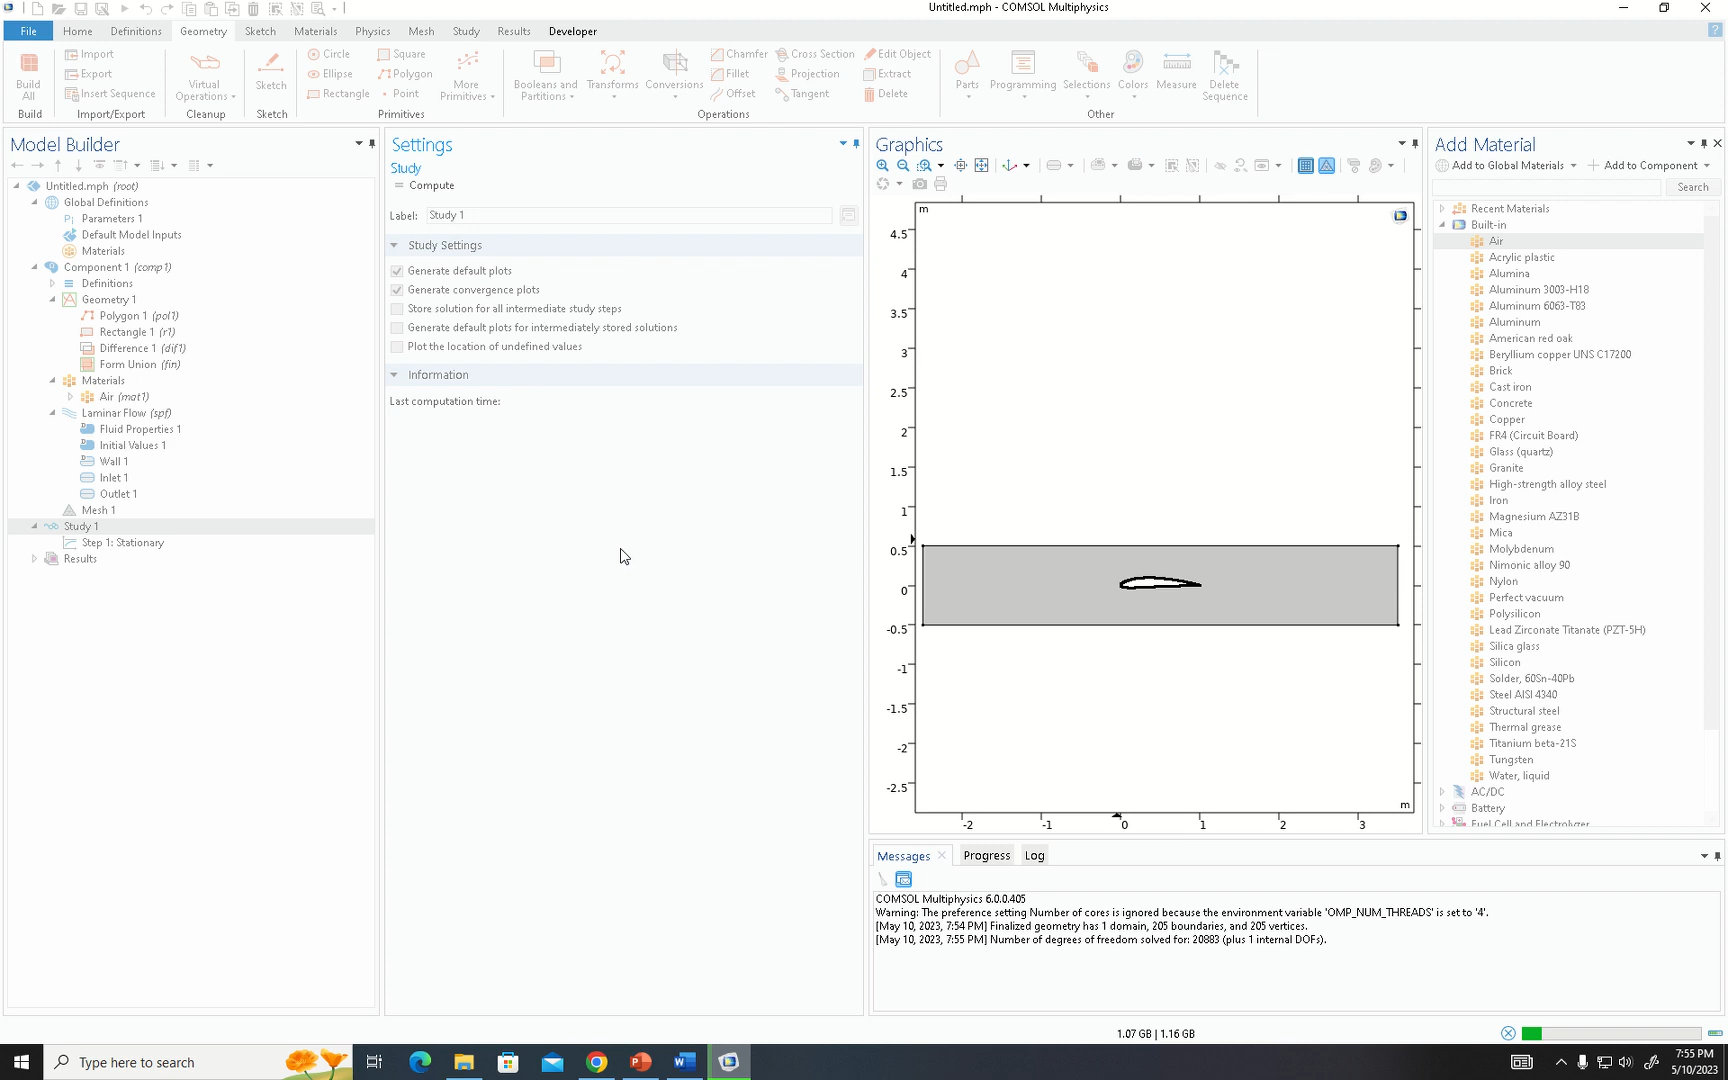 Untitled.mph - COMSOL Multiphysics
File Home Definitions Geometry Sketch Materials Physics Mesh Study Results Developer
Build All
Build
Import
Export
Insert Sequence
Import/Export
Virtual Operations
Cleanup
Sketch
Sketch
Circle
Ellipse
Rectangle
Square
Polygon
Point
More Primitives
Primitives
Booleans and Partitions
Transforms
Conversions
Chamfer
Fillet
Offset
Cross Section
Projection
Tangent
Edit Object
Extract
Delete
Operations
Parts
Programming
Selections
Colors
Measure
Delete Sequence
Other
Model Builder
Untitled.mph (root)
Global Definitions
Parameters 1
Default Model Inputs
Materials
Component 1 (comp1)
Definitions
Geometry 1
Polygon 1 (pol1)
Rectangle 1 (r1)
Difference 1 (dif1)
Form Union (fin)
Materials
Air (mat1)
Laminar Flow (spf)
Fluid Properties 1
Initial Values 1
Wall 1
Inlet 1
Outlet 1
Mesh 1
Study 1
Step 1: Stationary
Results
Settings
Study
= Compute
Label: Study 1
Study Settings
Generate default plots
Generate convergence plots
Store solution for all intermediate study steps
Generate default plots for intermediately stored solutions
Plot the location of undefined values
Information
Last computation time:
Graphics
m
4.5
4
3.5
3
2.5
2
1.5
1
0.5
0
-0.5
-1
-1.5
-2
-2.5
m
-2 -1 0 1 2 3
Add Material
Add to Global Materials
Add to Component
Search
Recent Materials
Built-in
Air
Acrylic plastic
Alumina
Aluminum 3003-H18
Aluminum 6063-T83
Aluminum
American red oak
Beryllium copper UNS C17200
Brick
Cast iron
Concrete
Copper
FR4 (Circuit Board)
Glass (quartz)
Granite
High-strength alloy steel
Iron
Magnesium AZ31B
Mica
Molybdenum
Nimonic alloy 90
Nylon
Perfect vacuum
Polysilicon
Lead Zirconate Titanate (PZT-5H)
Silica glass
Silicon
Solder, 60Sn-40Pb
Steel AISI 4340
Structural steel
Thermal grease
Titanium beta-21S
Tungsten
Water, liquid
AC/DC
Battery
Fuel Cell and Electrolyzer
Messages Progress Log
COMSOL Multiphysics 6.0.0.405
Warning: The preference setting Number of cores is ignored because the environment variable 'OMP_NUM_THREADS' is set to '4'.
[May 10, 2023, 7:54 PM] Finalized geometry has 1 domain, 205 boundaries, and 205 vertices.
[May 10, 2023, 7:55 PM] Number of degrees of freedom solved for: 20883 (plus 1 internal DOFs).
1.07 GB | 1.16 GB
Type here to search
7:55 PM
5/10/2023